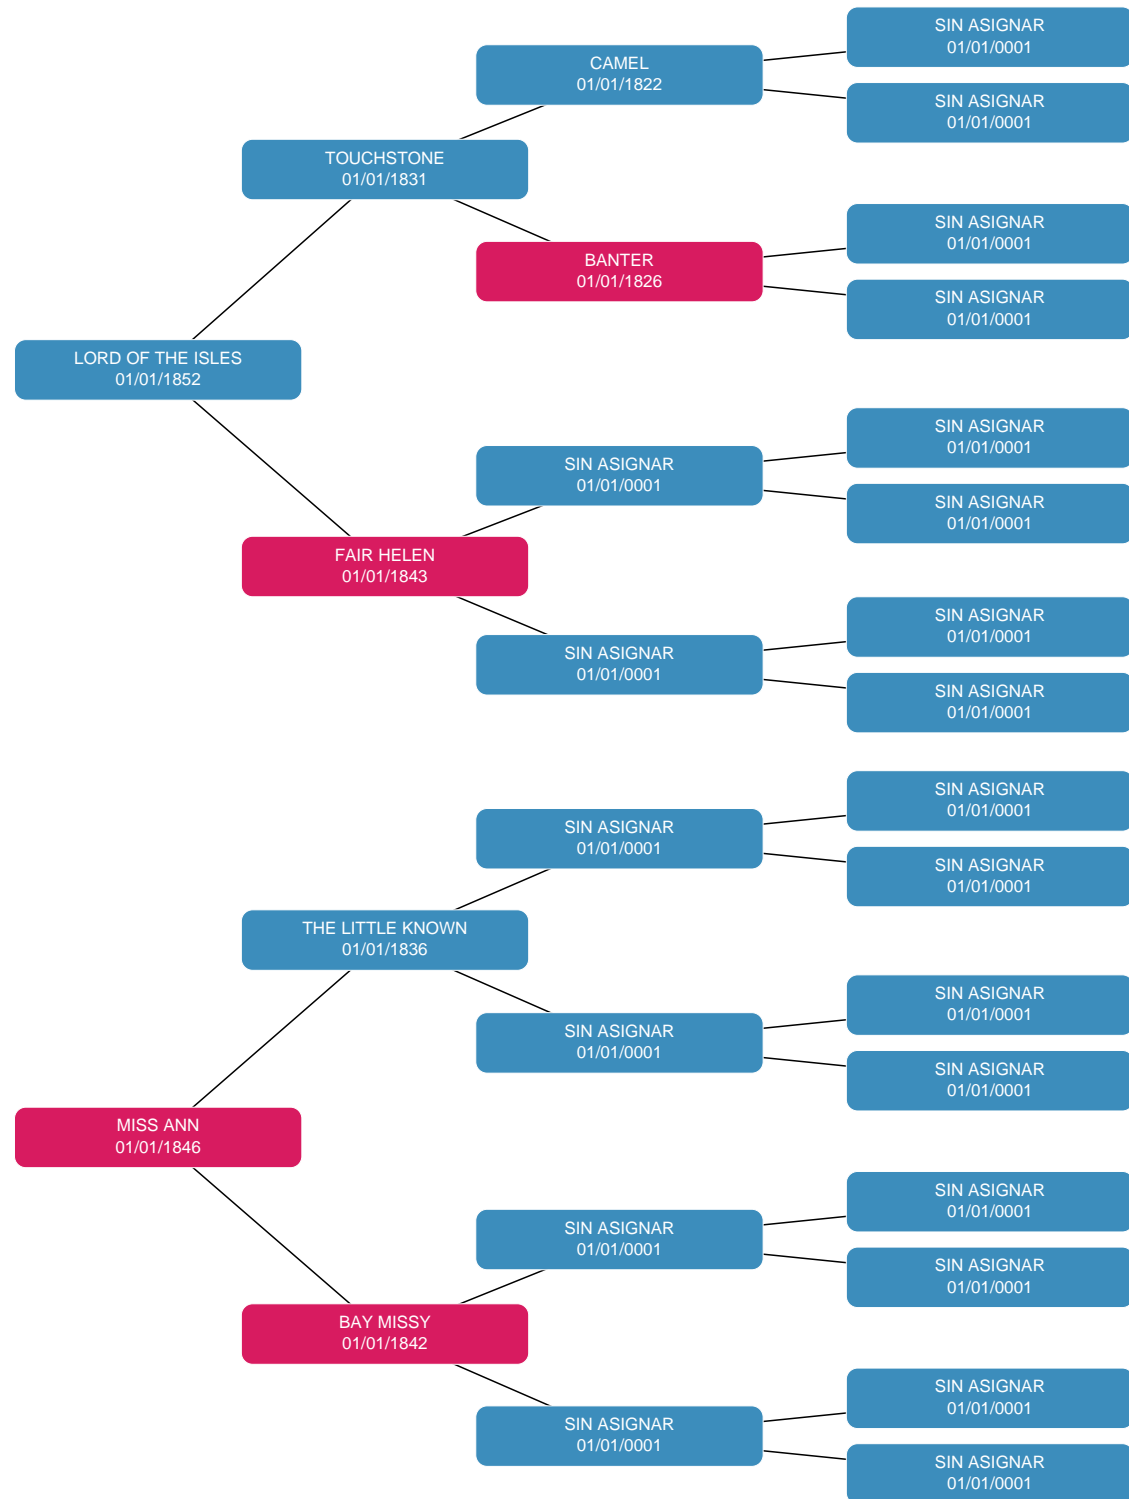 SIN ASIGNAR
01/01/0001
CAMEL
01/01/1822
SIN ASIGNAR
01/01/0001
TOUCHSTONE
01/01/1831
SIN ASIGNAR
01/01/0001
BANTER
01/01/1826
SIN ASIGNAR
01/01/0001
LORD OF THE ISLES
01/01/1852
SIN ASIGNAR
01/01/0001
SIN ASIGNAR
01/01/0001
SIN ASIGNAR
01/01/0001
FAIR HELEN
01/01/1843
SIN ASIGNAR
01/01/0001
SIN ASIGNAR
01/01/0001
SIN ASIGNAR
01/01/0001
SIN ASIGNAR
01/01/0001
SIN ASIGNAR
01/01/0001
SIN ASIGNAR
01/01/0001
THE LITTLE KNOWN
01/01/1836
SIN ASIGNAR
01/01/0001
SIN ASIGNAR
01/01/0001
SIN ASIGNAR
01/01/0001
MISS ANN
01/01/1846
SIN ASIGNAR
01/01/0001
SIN ASIGNAR
01/01/0001
SIN ASIGNAR
01/01/0001
BAY MISSY
01/01/1842
SIN ASIGNAR
01/01/0001
SIN ASIGNAR
01/01/0001
SIN ASIGNAR
01/01/0001